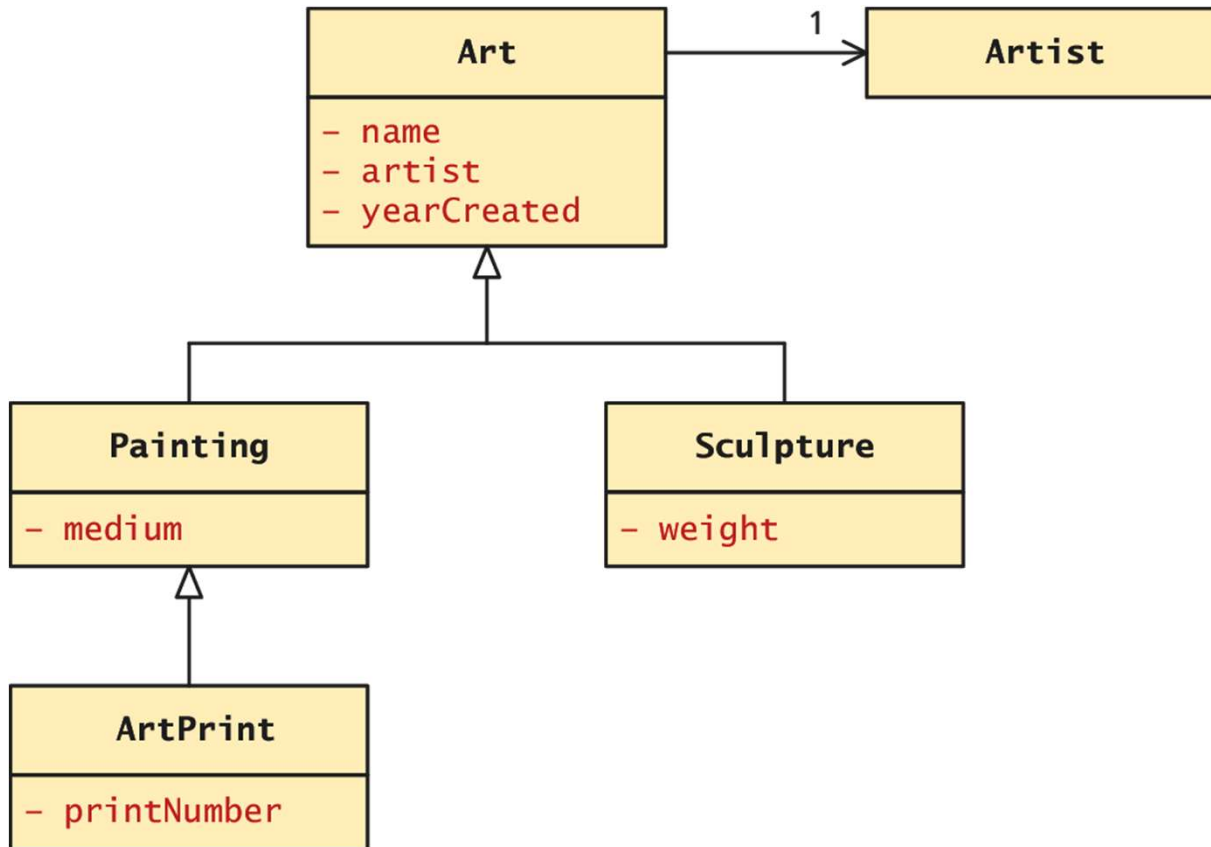 Art
1
Artist
– name
– artist
– yearCreated
Painting
– medium
Sculpture
– weight
ArtPrint
– printNumber